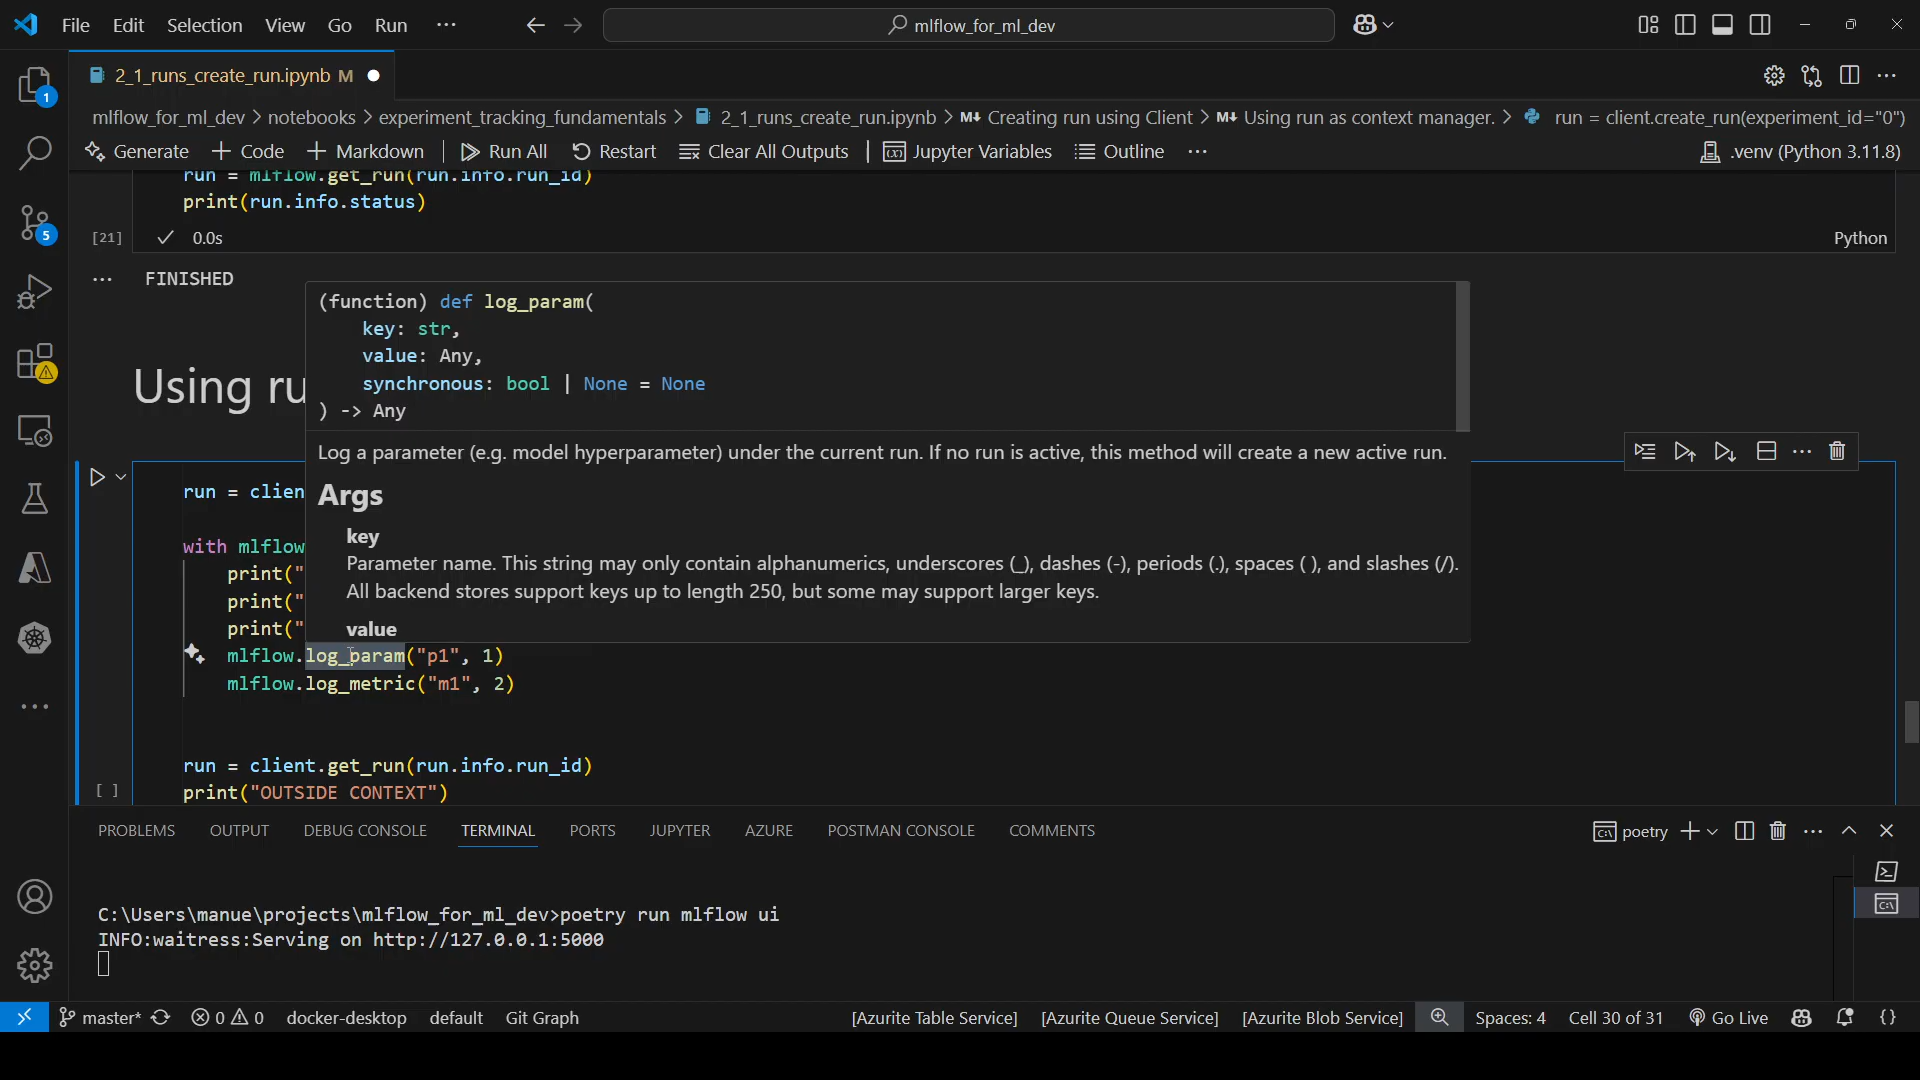 File Edit Selection View Go Run ··· mlflow_for_ml_dev
2_1_runs_create_run.ipynb M
mlflow_for_ml_dev > notebooks > experiment_tracking_fundamentals > 2_1_runs_create_run.ipynb > M↓ Creating run using Client > M↓ Using run as context manager. > run = client.create_run(experiment_id="0")
Generate + Code + Markdown Run All Restart Clear All Outputs Jupyter Variables Outline ··· .venv (Python 3.11.8)
run = mlflow.get_run(run.info.run_id)
print(run.info.status)
[21] ✓ 0.0s Python
··· FINISHED
(function) def log_param(
key: str,
value: Any,
synchronous: bool | None = None
) -> Any
Using ru
Log a parameter (e.g. model hyperparameter) under the current run. If no run is active, this method will create a new active run.
run = clien
Args
key
with mlflow
Parameter name. This string may only contain alphanumerics, underscores (_), dashes (-), periods (.), spaces ( ), and slashes (/).
print("
All backend stores support keys up to length 250, but some may support larger keys.
print("
value
print("
mlflow.log_param("p1", 1)
mlflow.log_metric("m1", 2)
run = client.get_run(run.info.run_id)
[ ] print("OUTSIDE CONTEXT")
PROBLEMS OUTPUT DEBUG CONSOLE TERMINAL PORTS JUPYTER AZURE POSTMAN CONSOLE COMMENTS poetry
C:\Users\manue\projects\mlflow_for_ml_dev>poetry run mlflow ui
INFO:waitress:Serving on http://127.0.0.1:5000
master* 0 0 docker-desktop default Git Graph [Azurite Table Service] [Azurite Queue Service] [Azurite Blob Service] Spaces: 4 Cell 30 of 31 Go Live {}
1
5